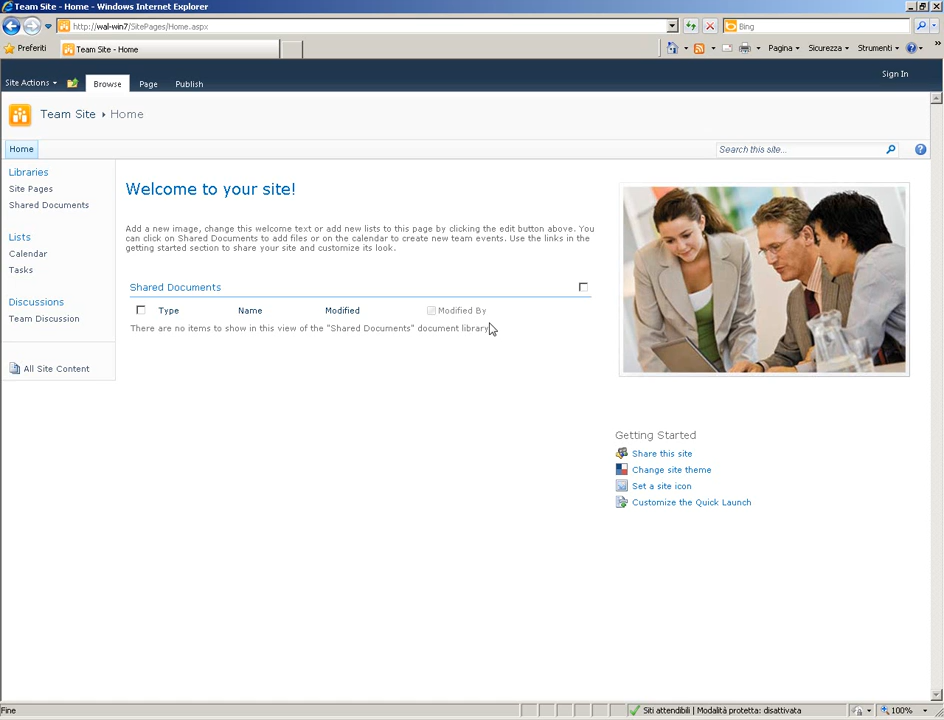 Team Site - Home - Windows Internet Explorer
http://wal-win7/SitePages/Home.aspx
Bing
Preferiti
Team Site - Home
Pagina
Sicurezza
Strumenti
»
Site Actions
Browse
Page
Publish
Sign In
Team Site
Home
Home
Search this site...
Libraries
Site Pages
Shared Documents
Lists
Calendar
Tasks
Discussions
Team Discussion
All Site Content
Welcome to your site!
Add a new image, change this welcome text or add new lists to this page by clicking the edit button above. You
can click on Shared Documents to add files or on the calendar to create new team events. Use the links in the
getting started section to share your site and customize its look.
Shared Documents
Type Name Modified Modified By
There are no items to show in this view of the "Shared Documents" document library
Getting Started
Share this site
Change site theme
Set a site icon
Customize the Quick Launch
Fine
Siti attendibili | Modalità protetta: disattivata
100%